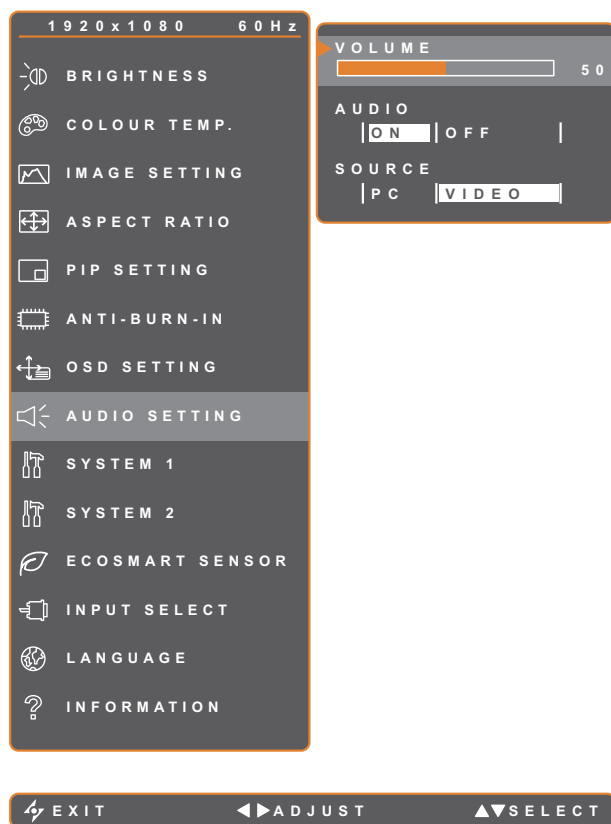 1920x1080 60Hz
BRIGHTNESS
COLOUR TEMP.
IMAGE SETTING
ASPECT RATIO
PIP SETTING
ANTI-BURN-IN
OSD SETTING
AUDIO SETTING
SYSTEM 1
SYSTEM 2
ECOSMART SENSOR
INPUT SELECT
LANGUAGE
INFORMATION
VOLUME
50
AUDIO
ON OFF
SOURCE
PC VIDEO
EXIT ADJUST SELECT